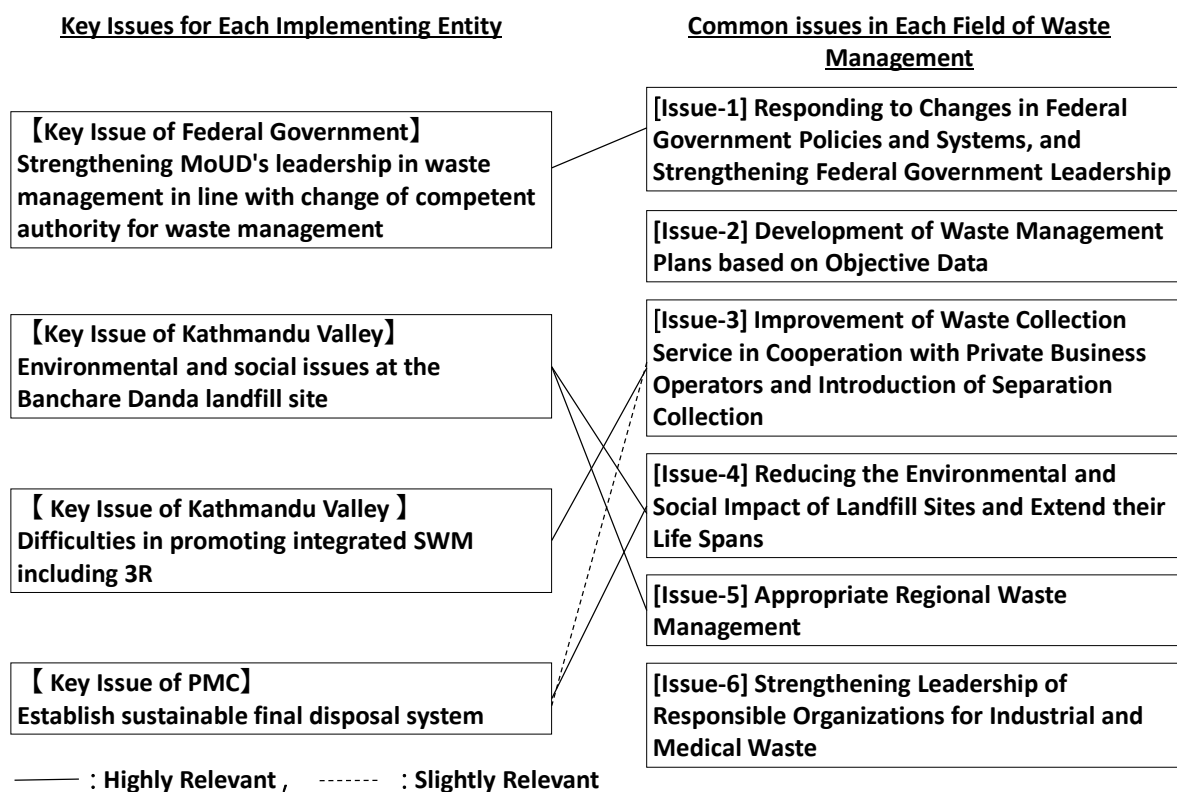 Key Issues for Each Implementing Entity
【Key Issue of Federal Government】
Strengthening MoUD's leadership in waste
management in line with change of competent
authority for waste management
【Key Issue of Kathmandu Valley】
Environmental and social issues at the
Banchare Danda landfill site
【 Key Issue of Kathmandu Valley 】
Difficulties in promoting integrated SWM
including 3R
【 Key Issue of PMC】
Establish sustainable final disposal system
Common issues in Each Field of Waste
Management
[Issue-1] Responding to Changes in Federal
Government Policies and Systems, and
Strengthening Federal Government Leadership
[Issue-2] Development of Waste Management
Plans based on Objective Data
[Issue-3] Improvement of Waste Collection
Service in Cooperation with Private Business
Operators and Introduction of Separation
Collection
[Issue-4] Reducing the Environmental and
Social Impact of Landfill Sites and Extend their
Life Spans
[Issue-5] Appropriate Regional Waste
Management
[Issue-6] Strengthening Leadership of
Responsible Organizations for Industrial and
Medical Waste
: Highly Relevant , : Slightly Relevant